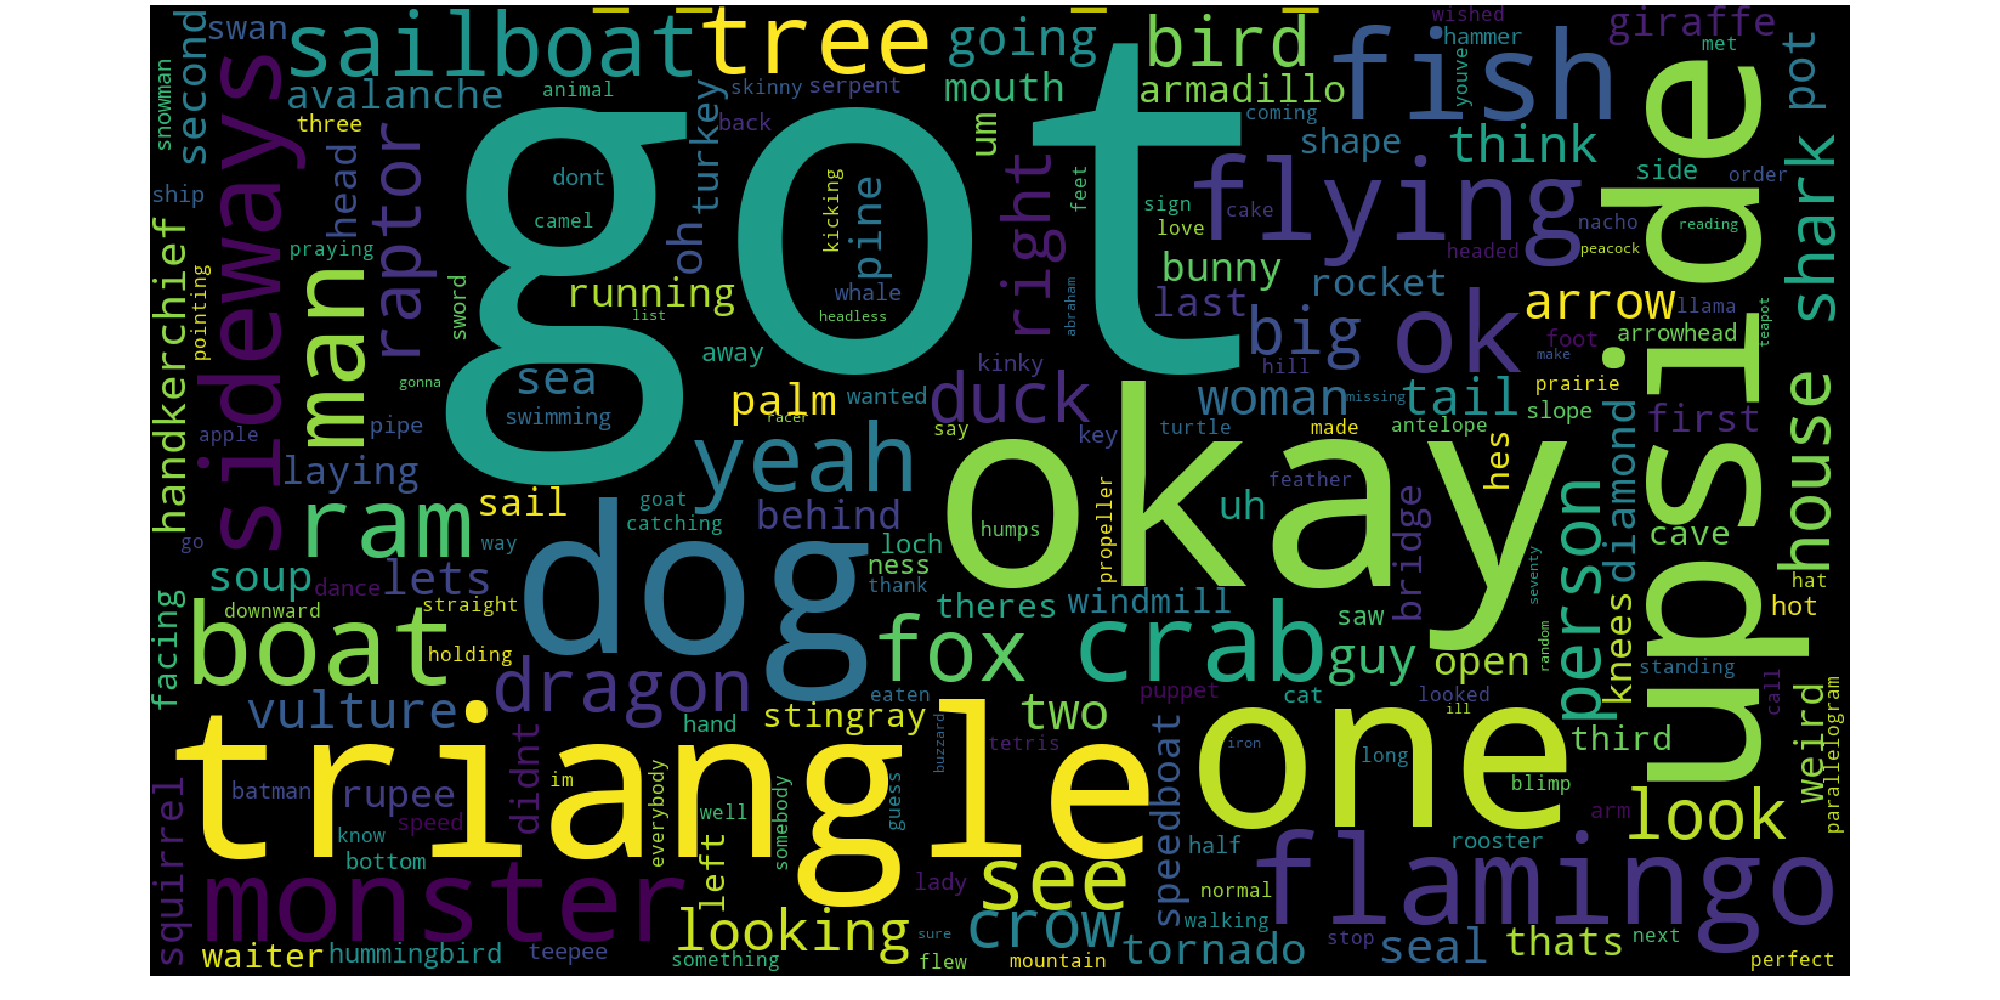 swan
second
sailboat
tree
going
bird
fish
wished
hammer
giraffe
met
pot
snowman
avalanche
animal
skinny
serpent
mouth
armadillo
youve
three
back
um
coming
shape
think
sideways
raptor
head
turkey
got
right
flying
side
order
upside
shark
ship
handkerchief
dont
camel
kicking
pine
feet
sign
love
cake
nacho
headed
reading
peacock
praying
pointing
man
oh
running
list
whale
headless
abraham
bunny
last
rocket
big
ok
arrow
llama
foot
arrowhead
teapot
make
sword
away
sea
gonna
swimming
palm
racer
wanted
duck
kinky
hill
woman
missing
tail
prairie
slope
first
house
apple
pipe
laying
yeah
say
key
turtle
made
antelope
hes
diamond
ram
sail
goat
catching
behind
okay
humps
propeller
uh
feather
bridge
person
cave
go
way
dog
loch
ness
thank
seventy
soup
dance
lets
theres
windmill
saw
knees
hat
hot
facing
downward
straight
boat
holding
fox
crab
guy
open
random
standing
dragon
eaten
puppet
cat
looked
ill
call
vulture
hand
stingray
two
buzzard
tetris
speedboat
iron
one
third
weird
parallelogram
triangle
didnt
im
long
blimp
squirrel
batman
rupee
speed
everybody
well
somebody
guess
arm
look
know
bottom
left
half
rooster
monster
lady
see
normal
flamingo
looking
sure
crow
walking
waiter
hummingbird
teepee
something
flew
mountain
tornado
stop
seal
thats
next
perfect